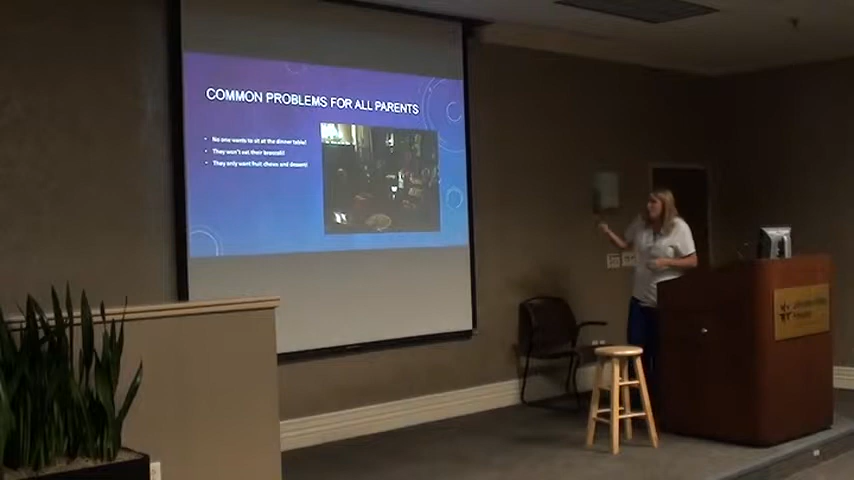 COMMON PROBLEMS FOR ALL PARENTS
No one wants to sit at the dinner table!
They won't eat their broccoli!
They only want fruit chews and dessert!